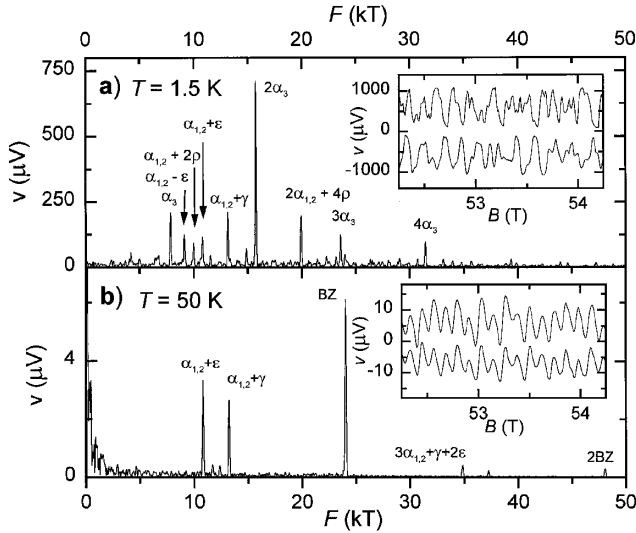 F (kT)
0 10 20 30 40 50
750
500
250
0
v (μV)
a) T = 1.5 K
2α₃
α₁,₂+ε
α₁,₂ + 2ρ
α₁,₂ - ε
α₃
α₁,₂+γ
2α₁,₂ + 4ρ
3α₃
4α₃
1000
0
-1000
v (μV)
53 54
B (T)
b) T = 50 K
BZ
4
0
v (μV)
α₁,₂+ε
α₁,₂+γ
3α₁,₂+γ+2ε
2BZ
10
0
-10
v (μV)
53 54
B (T)
0 10 20 30 40 50
F (kT)